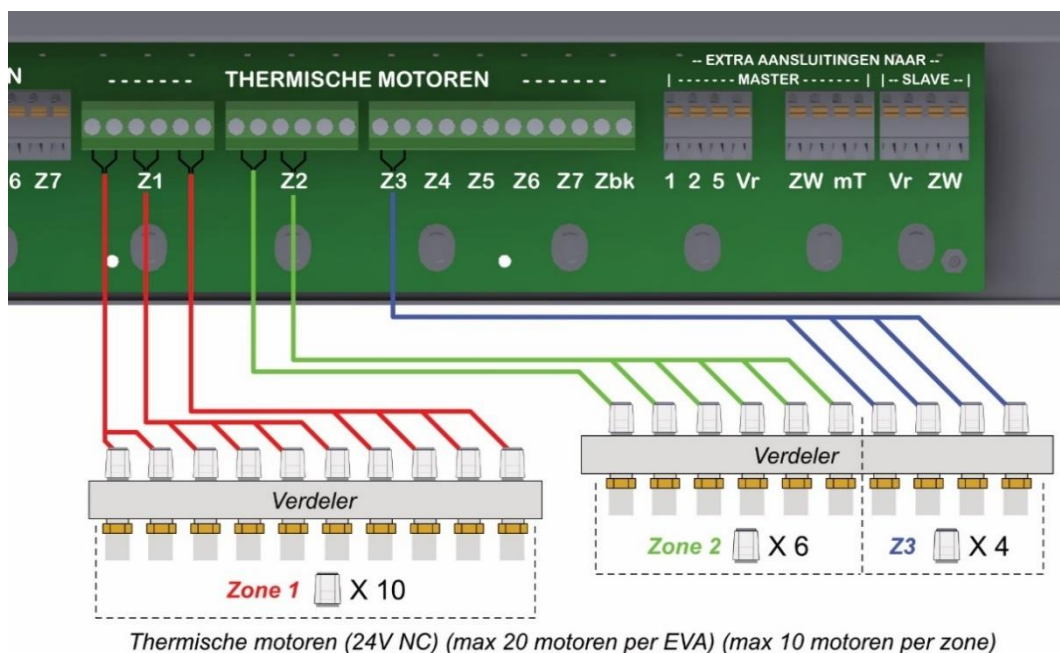 -- EXTRA AANSLUITINGEN NAAR --
N ------- THERMISCHE MOTOREN ------- |------- MASTER -------| |-- SLAVE --|
6 Z7 Z1 Z2 Z3 Z4 Z5 Z6 Z7 Zbk 1 2 5 Vr ZW mT Vr ZW
Verdeler
Verdeler
Zone 2 X 6 Z3 X 4
Zone 1 X 10
Thermische motoren (24V NC) (max 20 motoren per EVA) (max 10 motoren per zone)